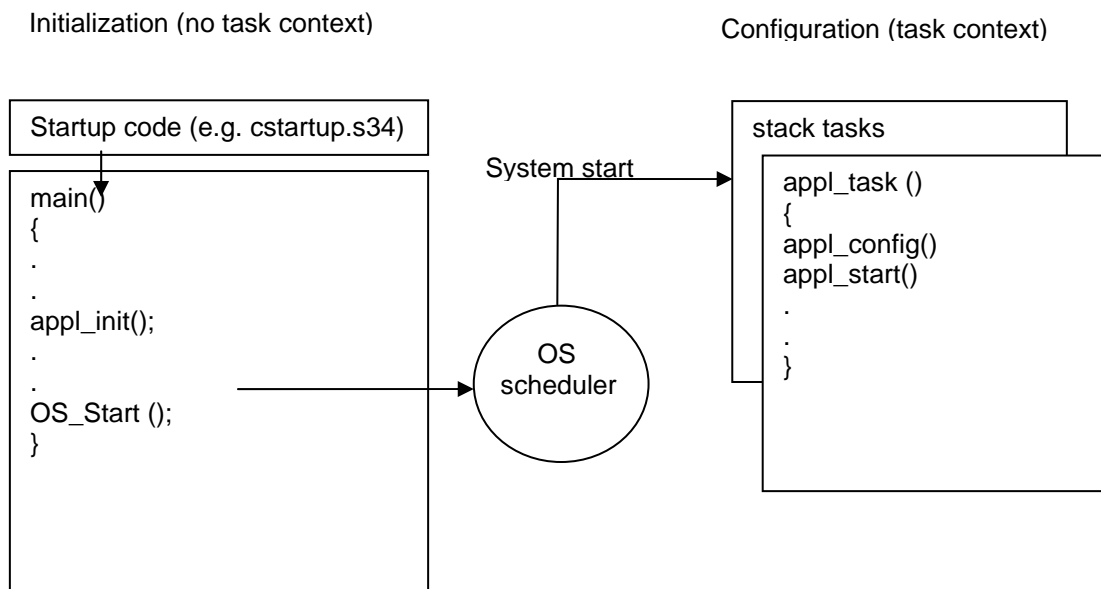 Initialization (no task context)
Configuration (task context)
Startup code (e.g. cstartup.s34)
main()
{
.
.
appl_init();
.
.
OS_Start ();
}
System start
OS
scheduler
stack tasks
appl_task ()
{
appl_config()
appl_start()
.
.
}